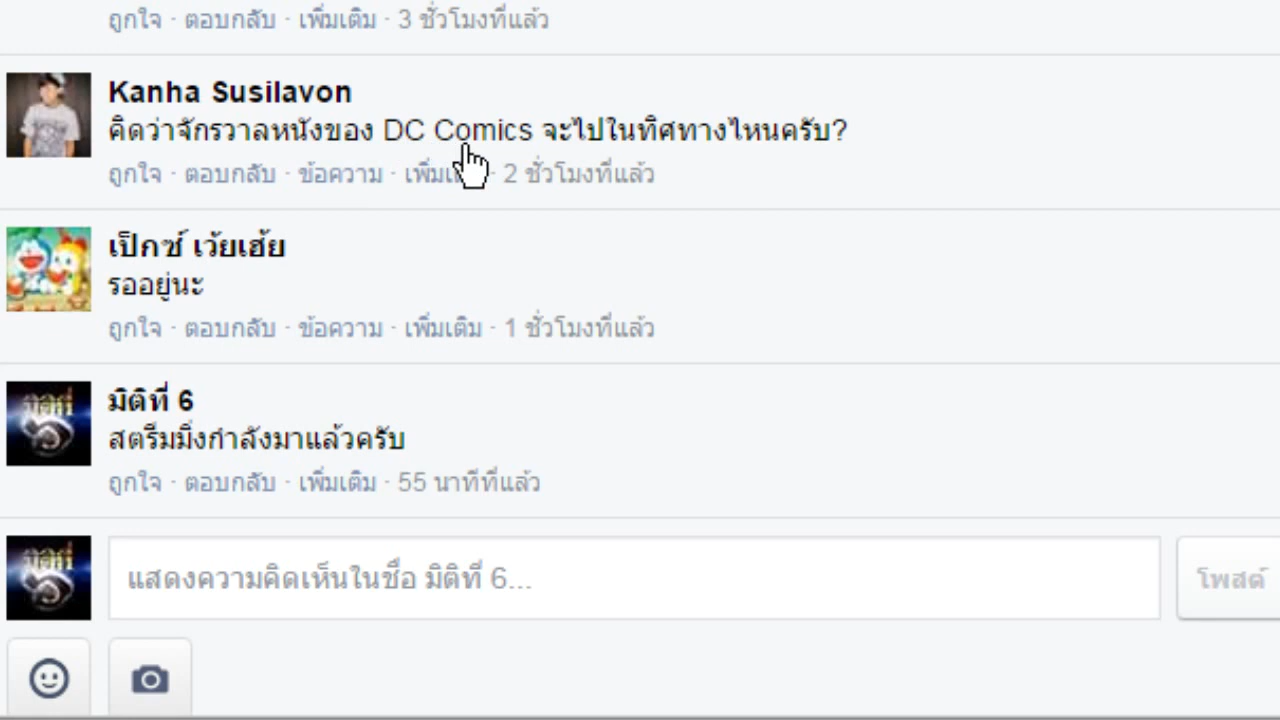 ถูกใจ · ตอบกลับ · เพิ่มเติม · 3 ชั่วโมงที่แล้ว
Kanha Susilavon
คิดว่าจักรวาลหนังของ DC Comics จะไปในทิศทางไหนครับ?
ถูกใจ · ตอบกลับ · ข้อความ · · 2 ชั่วโมงที่แล้ว
เป็กซ์ เว้ยเฮ้ย
รออยู่นะ
ถูกใจ · ตอบกลับ · ข้อความ · เพิ่มเติม · 1 ชั่วโมงที่แล้ว
มิติที่ 6
สตรีมมิ่งกำลังมาแล้วครับ
ถูกใจ · ตอบกลับ · เพิ่มเติม · 55 นาทีที่แล้ว
แสดงความคิดเห็นในชื่อ มิติที่ 6...
โพสต์